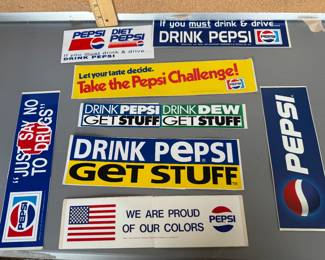 PEPSI DIET PEPSI
If you must drink & drive
DRINK PEPSI
If you must drink & drive...
DRINK PEPSI
PEPSI
Let your taste decide.
Take the Pepsi Challenge!
PEPSI
DRINK PEPSI
GET STUFF
DRINK DEW
GET STUFF
DRINK PEPSI
GET STUFF
WE ARE PROUD
OF OUR COLORS
PEPSI
"JUST SAY NO
TO DRUGS"
PEPSI
PEPSI